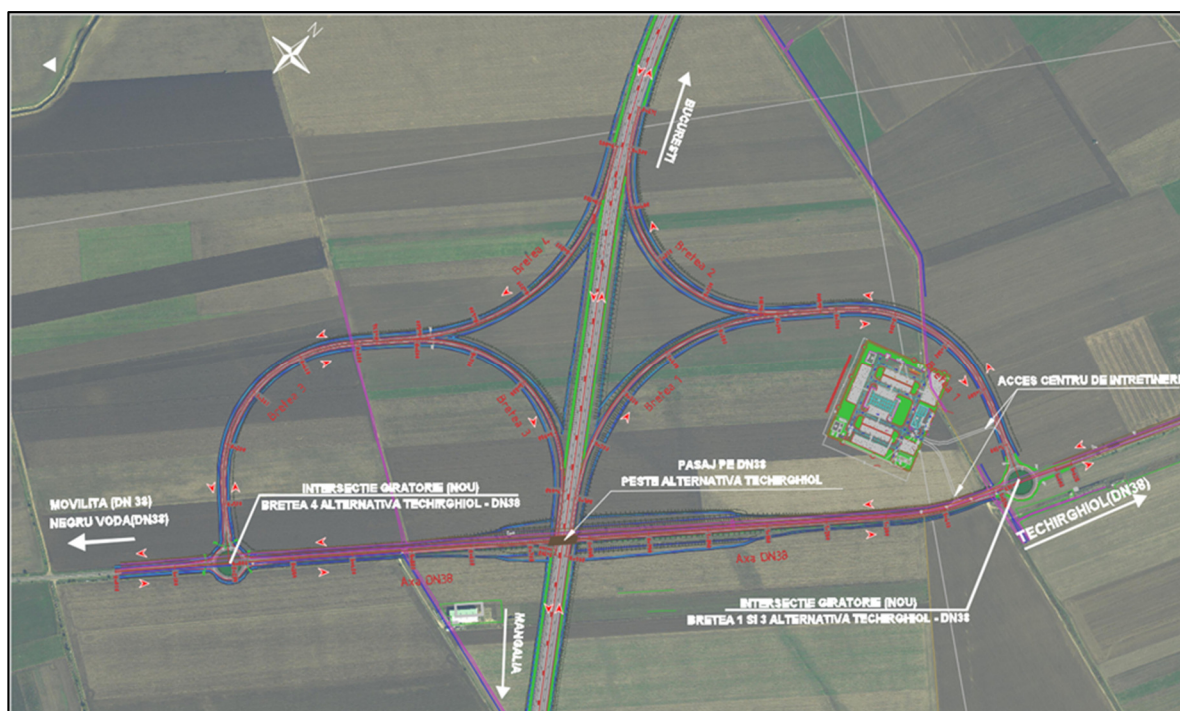 N
BUCURESTI
Bretea 4
Bretea 2
Bretea 3
Bretea 3
Bretea 1
ACCES CENTRU DE INTRETINERE
PASAJ PE DN38
PESTE ALTERNATIVA TECHIRGHIOL
INTERSECTIE GIRATORIE (NOU)
BRETEA 4 ALTERNATIVA TECHIRGHIOL - DN38
MOVILITA (DN 38)
NEGRU VODA(DN38)
TECHIRGHIOL(DN38)
Axa DN38
Axa DN38
INTERSECTIE GIRATORIE (NOU)
BRETEA 1 SI 3 ALTERNATIVA TECHIRGHIOL - DN38
MANGALIA